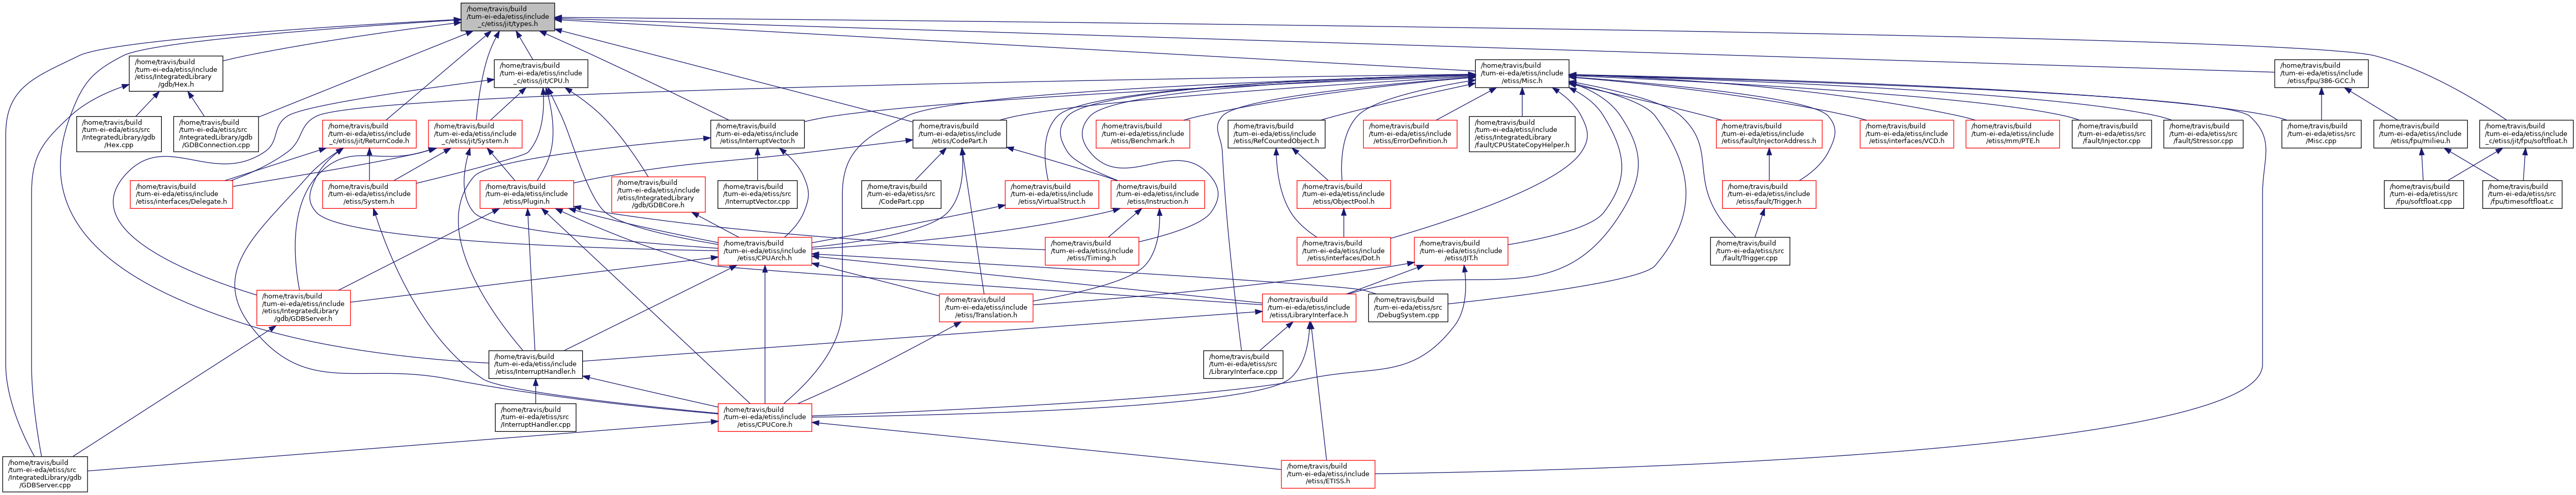 /home/travis/build
/tum-ei-eda/etiss/include
_c/etiss/jit/types.h
/home/travis/build
/tum-ei-eda/etiss/include
/etiss/IntegratedLibrary
/gdb/Hex.h
/home/travis/build
/tum-ei-eda/etiss/include
_c/etiss/jit/CPU.h
/home/travis/build
/tum-ei-eda/etiss/include
/etiss/Misc.h
/home/travis/build
/tum-ei-eda/etiss/include
/etiss/fpu/386-GCC.h
/home/travis/build
/tum-ei-eda/etiss/src
/IntegratedLibrary/gdb
/Hex.cpp
/home/travis/build
/tum-ei-eda/etiss/src
/IntegratedLibrary/gdb
/GDBConnection.cpp
/home/travis/build
/tum-ei-eda/etiss/include
_c/etiss/jit/ReturnCode.h
/home/travis/build
/tum-ei-eda/etiss/include
_c/etiss/jit/System.h
/home/travis/build
/tum-ei-eda/etiss/include
/etiss/InterruptVector.h
/home/travis/build
/tum-ei-eda/etiss/include
/etiss/CodePart.h
/home/travis/build
/tum-ei-eda/etiss/include
/etiss/Benchmark.h
/home/travis/build
/tum-ei-eda/etiss/include
/etiss/RefCountedObject.h
/home/travis/build
/tum-ei-eda/etiss/include
/etiss/ErrorDefinition.h
/home/travis/build
/tum-ei-eda/etiss/include
/etiss/IntegratedLibrary
/fault/CPUStateCopyHelper.h
/home/travis/build
/tum-ei-eda/etiss/include
/etiss/fault/InjectorAddress.h
/home/travis/build
/tum-ei-eda/etiss/include
/etiss/interfaces/VCD.h
/home/travis/build
/tum-ei-eda/etiss/include
/etiss/mm/PTE.h
/home/travis/build
/tum-ei-eda/etiss/src
/fault/Injector.cpp
/home/travis/build
/tum-ei-eda/etiss/src
/fault/Stressor.cpp
/home/travis/build
/tum-ei-eda/etiss/src
/Misc.cpp
/home/travis/build
/tum-ei-eda/etiss/include
/etiss/fpu/milieu.h
/home/travis/build
/tum-ei-eda/etiss/include
_c/etiss/jit/fpu/softfloat.h
/home/travis/build
/tum-ei-eda/etiss/include
/etiss/interfaces/Delegate.h
/home/travis/build
/tum-ei-eda/etiss/include
/etiss/System.h
/home/travis/build
/tum-ei-eda/etiss/include
/etiss/Plugin.h
/home/travis/build
/tum-ei-eda/etiss/include
/etiss/IntegratedLibrary
/gdb/GDBCore.h
/home/travis/build
/tum-ei-eda/etiss/src
/InterruptVector.cpp
/home/travis/build
/tum-ei-eda/etiss/src
/CodePart.cpp
/home/travis/build
/tum-ei-eda/etiss/include
/etiss/VirtualStruct.h
/home/travis/build
/tum-ei-eda/etiss/include
/etiss/Instruction.h
/home/travis/build
/tum-ei-eda/etiss/include
/etiss/ObjectPool.h
/home/travis/build
/tum-ei-eda/etiss/include
/etiss/fault/Trigger.h
/home/travis/build
/tum-ei-eda/etiss/src
/fpu/softfloat.cpp
/home/travis/build
/tum-ei-eda/etiss/src
/fpu/timesoftfloat.c
/home/travis/build
/tum-ei-eda/etiss/include
/etiss/CPUArch.h
/home/travis/build
/tum-ei-eda/etiss/include
/etiss/Timing.h
/home/travis/build
/tum-ei-eda/etiss/include
/etiss/interfaces/Dot.h
/home/travis/build
/tum-ei-eda/etiss/include
/etiss/JIT.h
/home/travis/build
/tum-ei-eda/etiss/src
/fault/Trigger.cpp
/home/travis/build
/tum-ei-eda/etiss/include
/etiss/IntegratedLibrary
/gdb/GDBServer.h
/home/travis/build
/tum-ei-eda/etiss/include
/etiss/Translation.h
/home/travis/build
/tum-ei-eda/etiss/include
/etiss/LibraryInterface.h
/home/travis/build
/tum-ei-eda/etiss/src
/DebugSystem.cpp
/home/travis/build
/tum-ei-eda/etiss/include
/etiss/InterruptHandler.h
/home/travis/build
/tum-ei-eda/etiss/src
/LibraryInterface.cpp
/home/travis/build
/tum-ei-eda/etiss/src
/InterruptHandler.cpp
/home/travis/build
/tum-ei-eda/etiss/include
/etiss/CPUCore.h
/home/travis/build
/tum-ei-eda/etiss/src
/IntegratedLibrary/gdb
/GDBServer.cpp
/home/travis/build
/tum-ei-eda/etiss/include
/etiss/ETISS.h